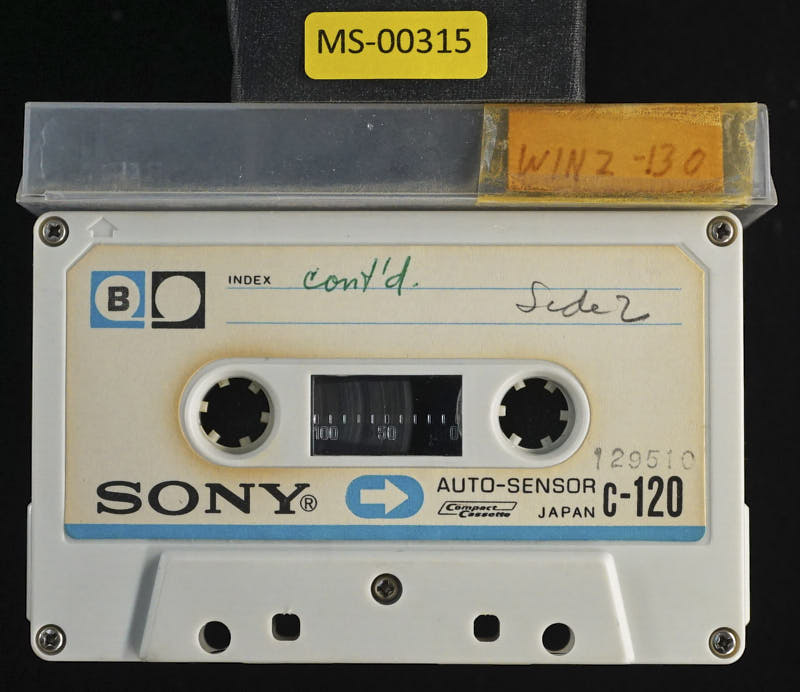 MS-00315
WINZ -130
B INDEX cont'd.
Side 2
100 50 0
129510
SONY® AUTO-SENSOR C-120
Compact Cassette JAPAN